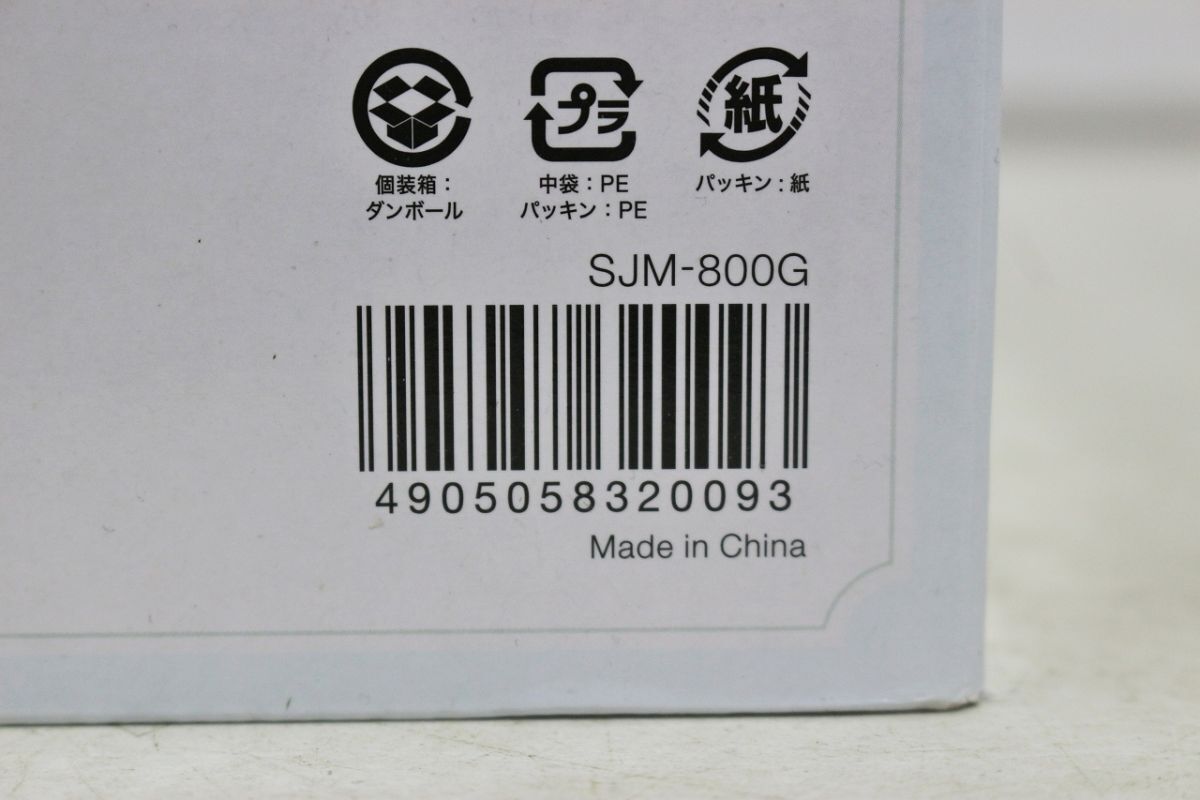 プラ
紙
個装箱：
ダンボール
中袋：PE
パッキン：PE
パッキン：紙
SJM-800G
4905058320093
Made in China